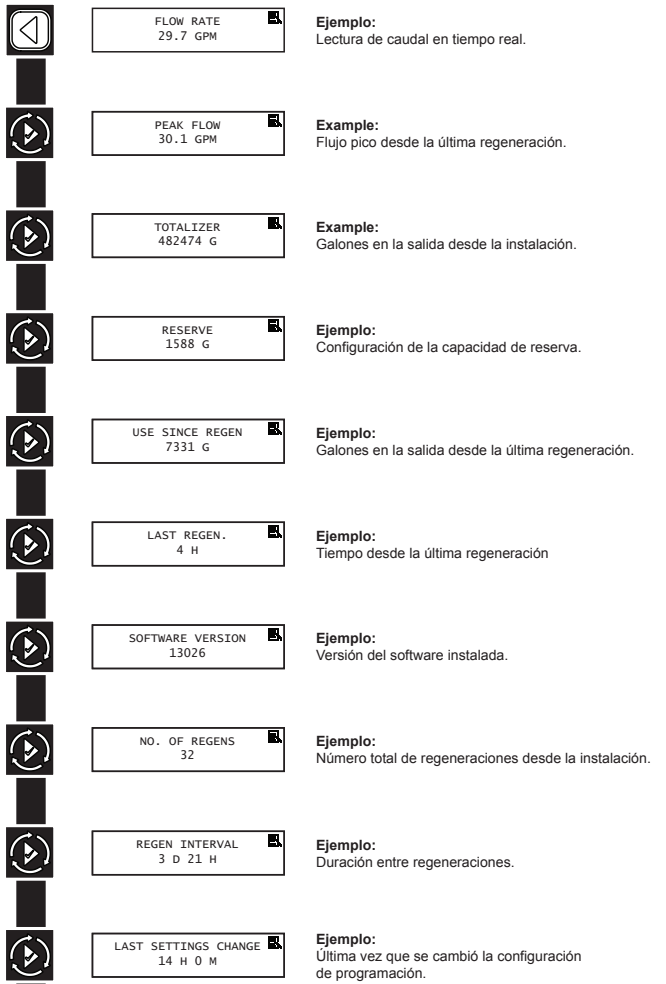 FLOW RATE
29.7 GPM
Ejemplo:
Lectura de caudal en tiempo real.
PEAK FLOW
30.1 GPM
Example:
Flujo pico desde la última regeneración.
TOTALIZER
482474 G
Example:
Galones en la salida desde la instalación.
RESERVE
1588 G
Ejemplo:
Configuración de la capacidad de reserva.
USE SINCE REGEN
7331 G
Ejemplo:
Galones en la salida desde la última regeneración.
LAST REGEN.
4 H
Ejemplo:
Tiempo desde la última regeneración
SOFTWARE VERSION
13026
Ejemplo:
Versión del software instalada.
NO. OF REGENS
32
Ejemplo:
Número total de regeneraciones desde la instalación.
REGEN INTERVAL
3 D 21 H
Ejemplo:
Duración entre regeneraciones.
LAST SETTINGS CHANGE
14 H 0 M
Ejemplo:
Última vez que se cambió la configuración
de programación.